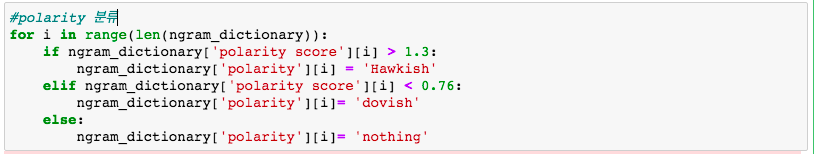 #polarity 분류
for i in range(len(ngram_dictionary)):
    if ngram_dictionary['polarity score'][i] > 1.3:
        ngram_dictionary['polarity'][i] = 'Hawkish'
    elif ngram_dictionary['polarity score'][i] < 0.76:
        ngram_dictionary['polarity'][i]= 'dovish'
    else:
        ngram_dictionary['polarity'][i]= 'nothing'